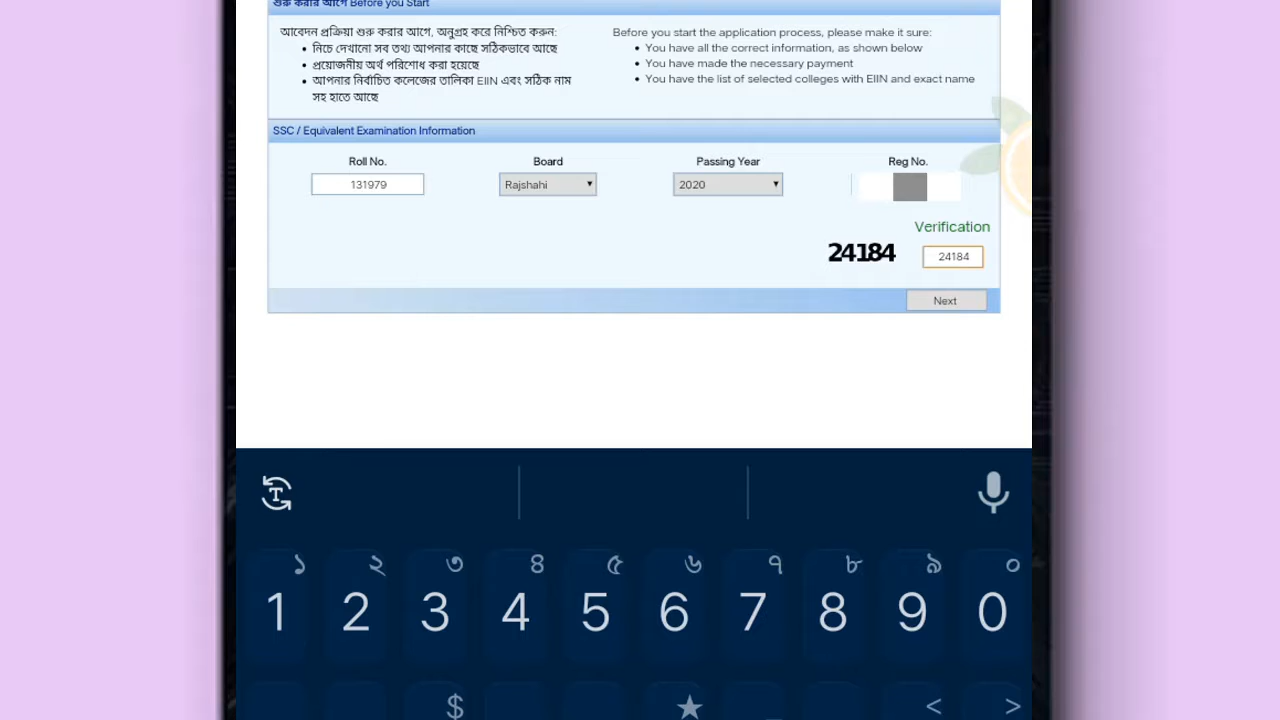 শুরু করার আগে Before you Start
আবেদন প্রক্রিয়া শুরু করার আগে, অনুগ্রহ করে নিশ্চিত করুন:
• নিচে দেখানো সব তথ্য আপনার কাছে সঠিকভাবে আছে
• প্রয়োজনীয় অর্থ পরিশোধ করা হয়েছে
• আপনার নির্বাচিত কলেজের তালিকা EIIN এবং সঠিক নাম
সহ হাতে আছে
Before you start the application process, please make it sure:
• You have all the correct information, as shown below
• You have made the necessary payment
• You have the list of selected colleges with EIIN and exact name
SSC / Equivalent Examination Information
Roll No. Board Passing Year Reg No.
131979 Rajshahi 2020
Verification
24184 24184
Next
১ ২ ৩ ৪ ৫ ৬ ৭ ৮ ৯ ০
1 2 3 4 5 6 7 8 9 0
$ ★ _ < >